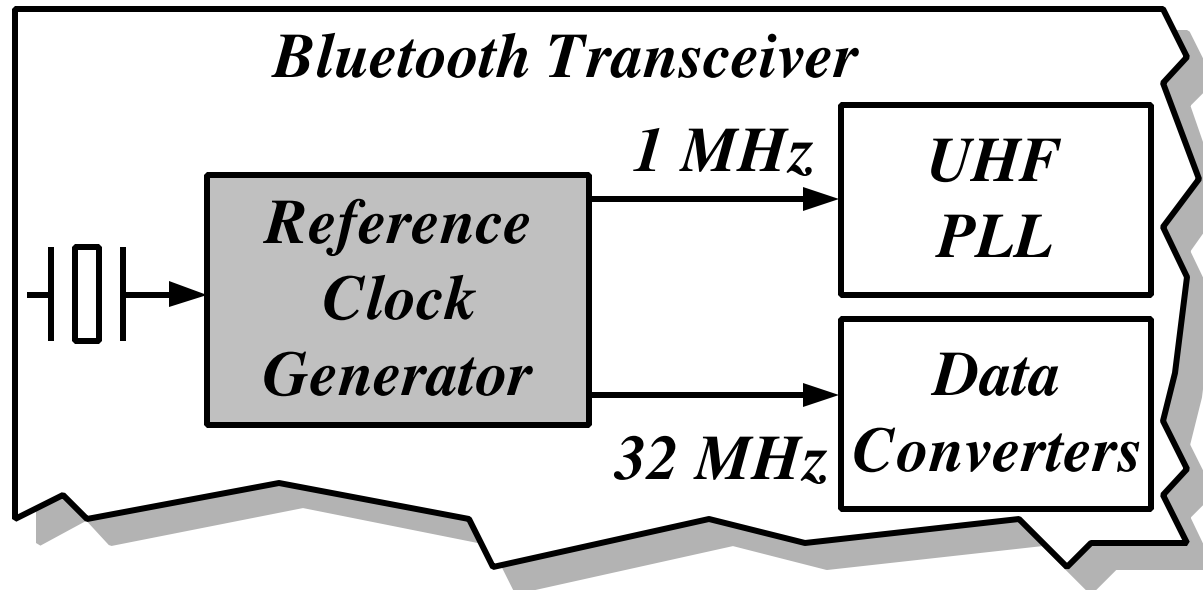 Bluetooth Transceiver
1 MHz
UHF
PLL
Reference
Clock
Generator
32 MHz
Data
Converters